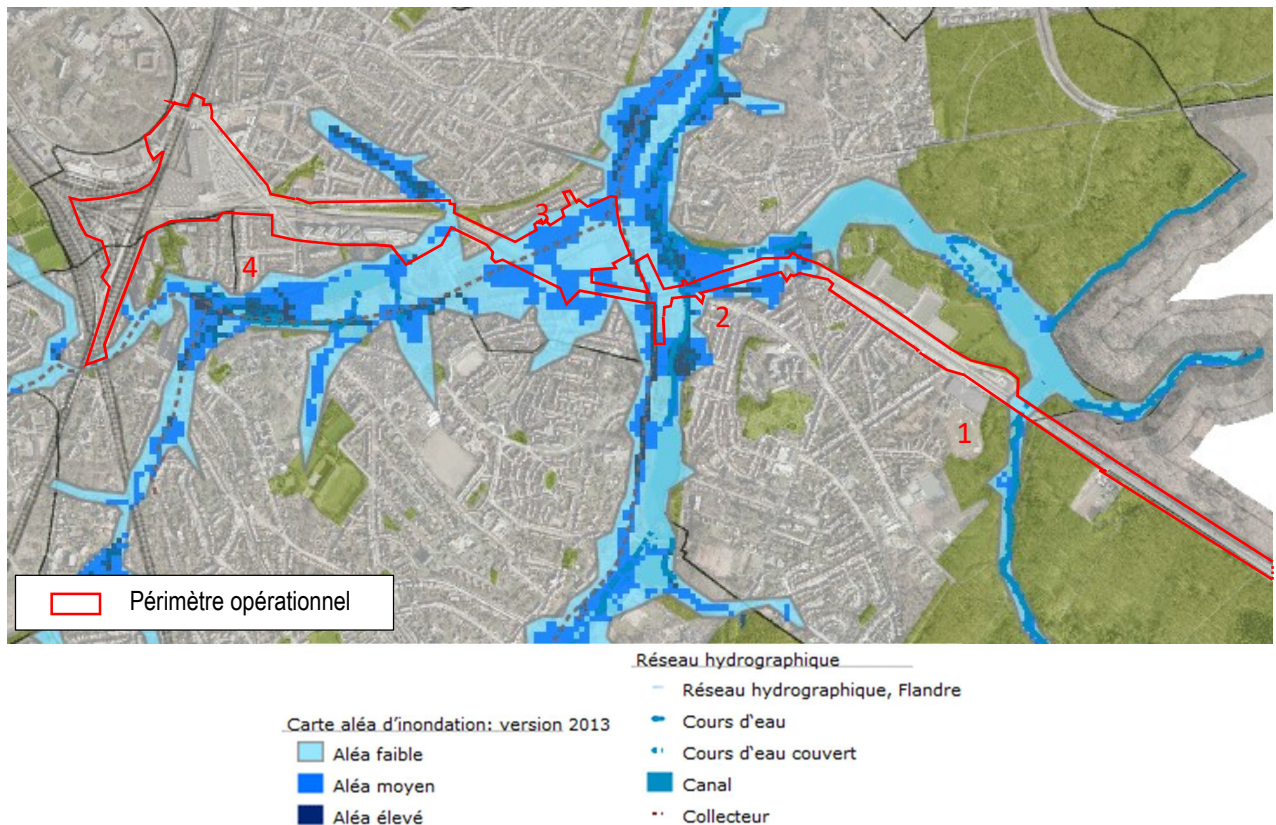 3
4
2
1
Périmètre opérationnel
Réseau hydrographique
Réseau hydrographique, Flandre
Carte aléa d'inondation: version 2013
Cours d'eau
Aléa faible
Cours d'eau couvert
Aléa moyen
Canal
Aléa élevé
Collecteur